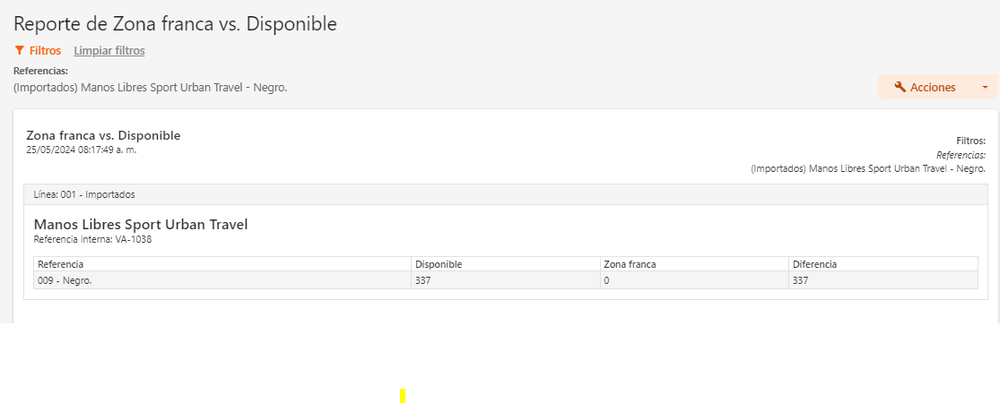 Reporte de Zona franca vs. Disponible
Filtros Limpiar filtros
Referencias:
(Importados) Manos Libres Sport Urban Travel - Negro.
Acciones
Zona franca vs. Disponible
25/05/2024 08:17:49 a. m.
Filtros:
Referencias:
(Importados) Manos Libres Sport Urban Travel - Negro.
Línea: 001 - Importados
Manos Libres Sport Urban Travel
Referencia interna: VA-1038
Referencia Disponible Zona franca Diferencia
009 - Negro. 337 0 337